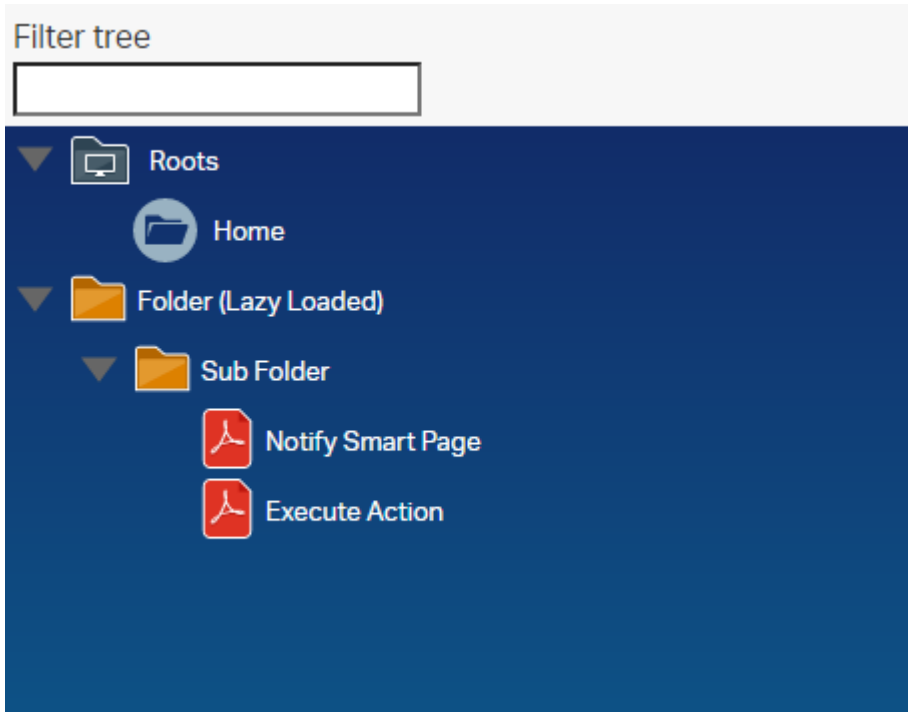 Filter tree
Roots
Home
Folder (Lazy Loaded)
Sub Folder
Notify Smart Page
Execute Action